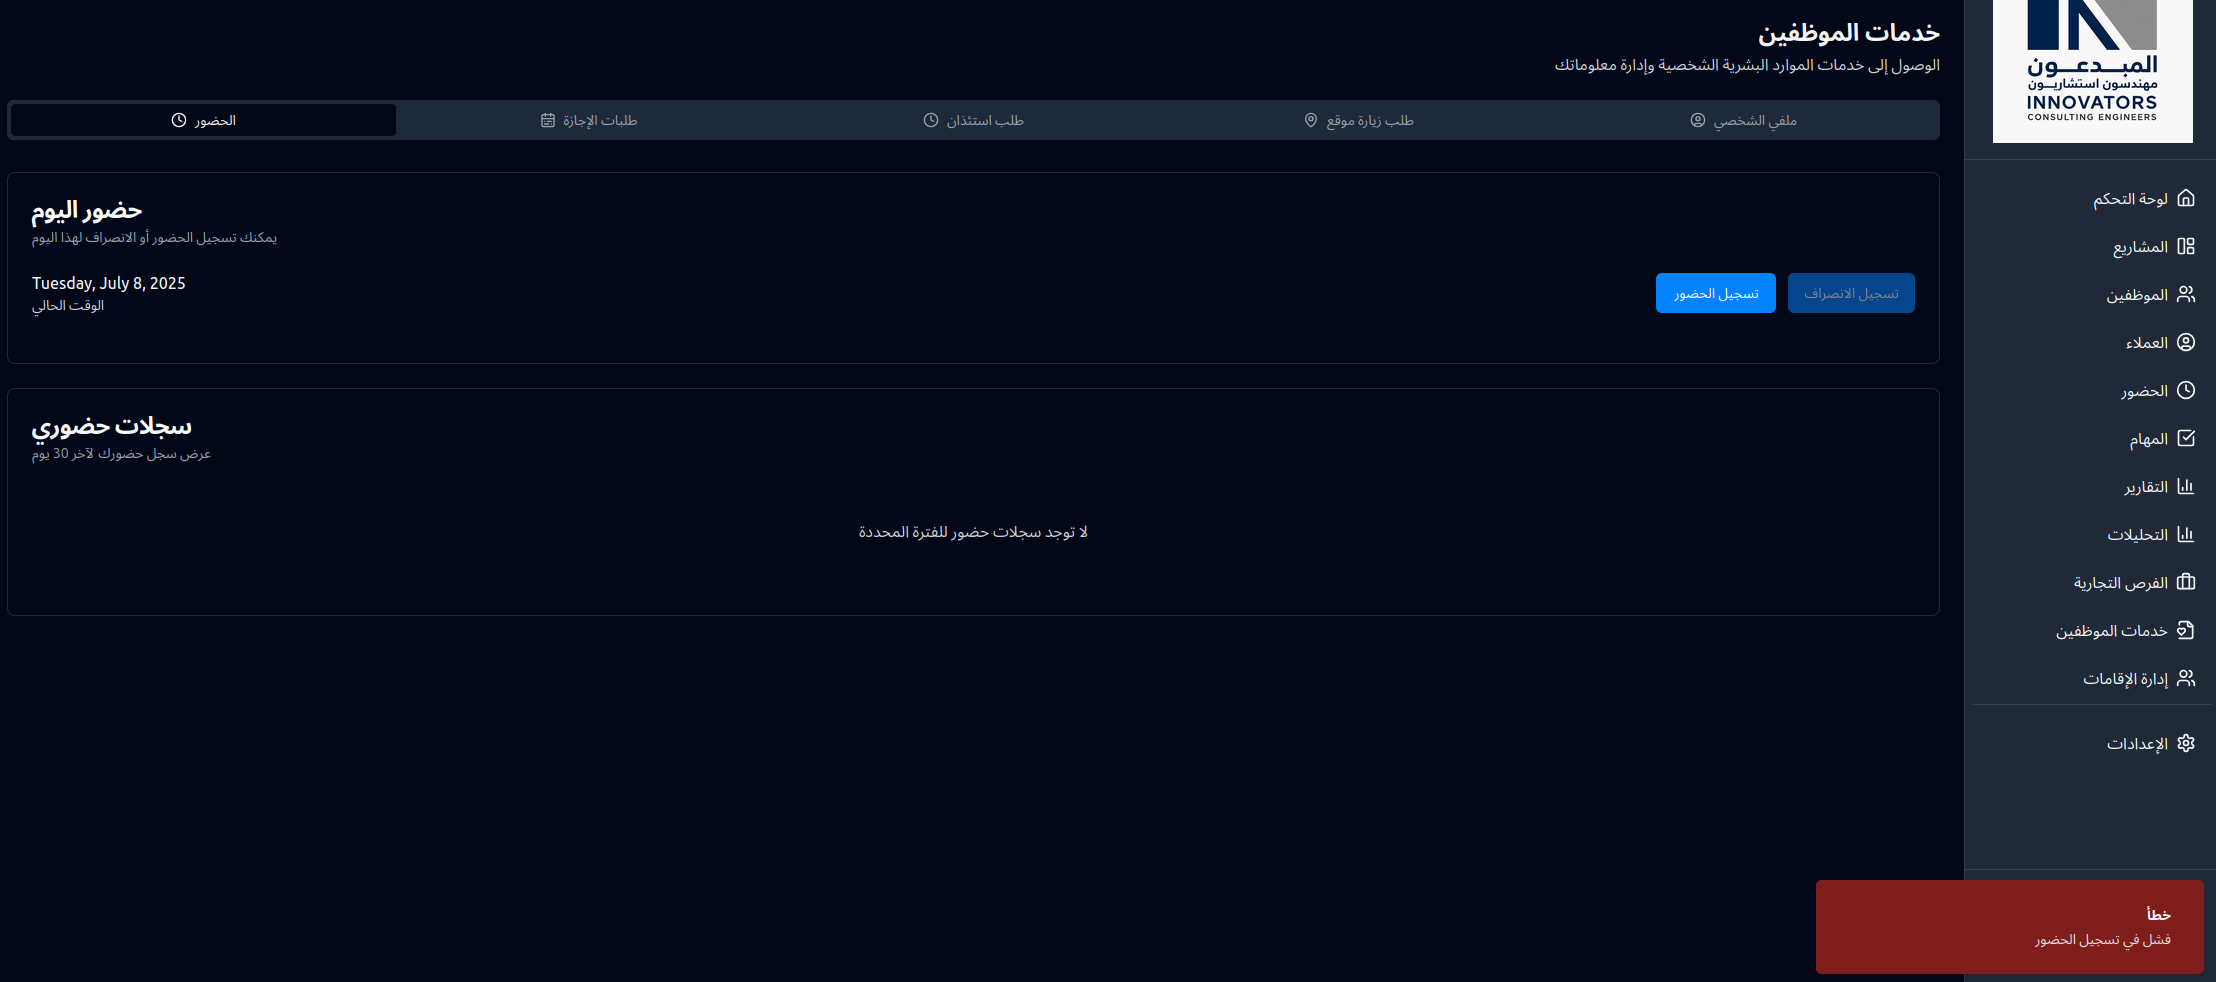 المبدعون
مهندسون استشاريون
INNOVATORS
CONSULTING ENGINEERS
لوحة التحكم
المشاريع
الموظفين
العملاء
الحضور
المهام
التقارير
التحليلات
الفرص التجارية
خدمات الموظفين
إدارة الإقامات
الإعدادات
خدمات الموظفين
الوصول إلى خدمات الموارد البشرية الشخصية وإدارة معلوماتك
ملفي الشخصي
طلب زيارة موقع
طلب استئذان
طلبات الإجازة
الحضور
حضور اليوم
يمكنك تسجيل الحضور أو الانصراف لهذا اليوم
Tuesday, July 8, 2025
الوقت الحالي
تسجيل الانصراف
تسجيل الحضور
سجلات حضوري
عرض سجل حضورك لآخر 30 يوم
لا توجد سجلات حضور للفترة المحددة
خطأ
فشل في تسجيل الحضور